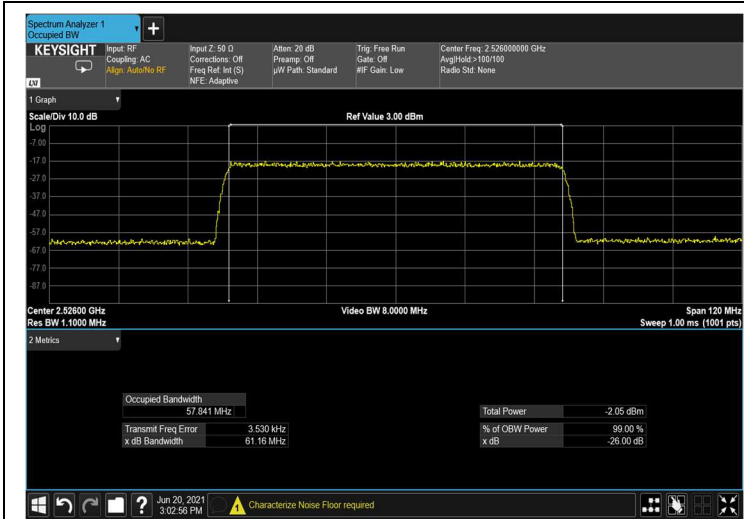 Spectrum Analyzer 1
Occupied BW
+
KEYSIGHT
LXI
Input: RF
Coupling: AC
Align: Auto/No RF
Input Z: 50 Ω
Corrections: Off
Freq Ref: Int (S)
NFE: Adaptive
Atten: 20 dB
Preamp: Off
µW Path: Standard
Trig: Free Run
Gate: Off
#IF Gain: Low
Center Freq: 2.526000000 GHz
Avg|Hold:>100/100
Radio Std: None
1 Graph
Scale/Div 10.0 dB
Ref Value 3.00 dBm
Log
-7.00
-17.0
-27.0
-37.0
-47.0
-57.0
-67.0
-77.0
-87.0
Center 2.52600 GHz
Video BW 8.0000 MHz
Span 120 MHz
Res BW 1.1000 MHz
Sweep 1.00 ms (1001 pts)
2 Metrics
Occupied Bandwidth
57.841 MHz
Total Power -2.05 dBm
Transmit Freq Error 3.530 kHz
% of OBW Power 99.00 %
x dB Bandwidth 61.16 MHz
x dB -26.00 dB
?
Jun 20, 2021
3:02:56 PM
1
Characterize Noise Floor required